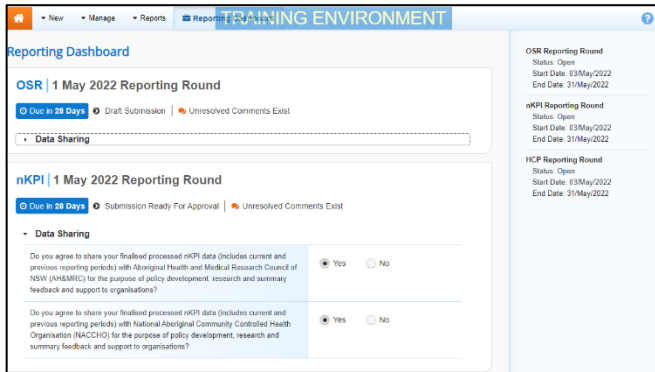 New
Manage
Reports
Reporting Dashboard
TRAINING ENVIRONMENT
Reporting Dashboard
OSR | 1 May 2022 Reporting Round
Due in 28 Days
Draft Submission
Unresolved Comments Exist
Data Sharing
nKPI | 1 May 2022 Reporting Round
Due in 28 Days
Submission Ready For Approval
Unresolved Comments Exist
Data Sharing
Do you agree to share your finalised processed nKPI data (includes current and
previous reporting periods) with Aboriginal Health and Medical Research Council of
NSW (AH&MRC) for the purpose of policy development, research and summary
feedback and support to organisations?
Yes
No
Do you agree to share your finalised processed nKPI data (includes current and
previous reporting periods) with National Aboriginal Community Controlled Health
Organisation (NACCHO) for the purpose of policy development, research and
summary feedback and support to organisations?
Yes
No
OSR Reporting Round
Status: Open
Start Date: 03/May/2022
End Date: 31/May/2022
nKPI Reporting Round
Status: Open
Start Date: 03/May/2022
End Date: 31/May/2022
HCP Reporting Round
Status: Open
Start Date: 03/May/2022
End Date: 31/May/2022